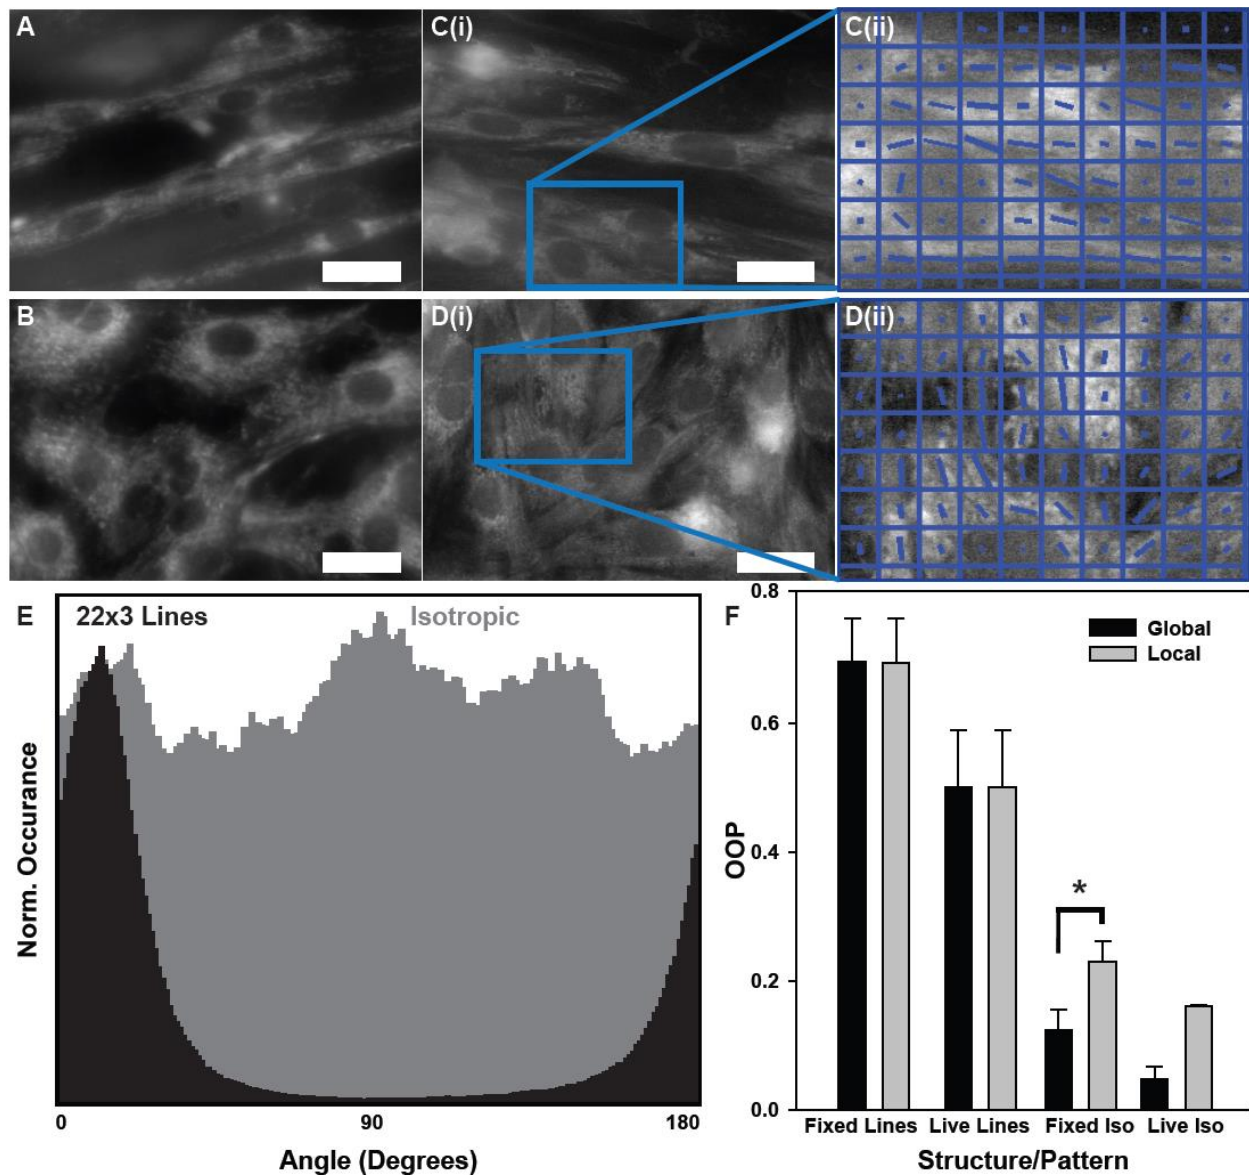 A
C(i)
C(ii)
B
D(i)
D(ii)
E
22x3 Lines
Isotropic
Norm. Occurance
0
90
180
Angle (Degrees)
F
Global
Local
0.8
0.6
0.4
0.2
0.0
OOP
*
Fixed Lines
Live Lines
Fixed Iso
Live Iso
Structure/Pattern